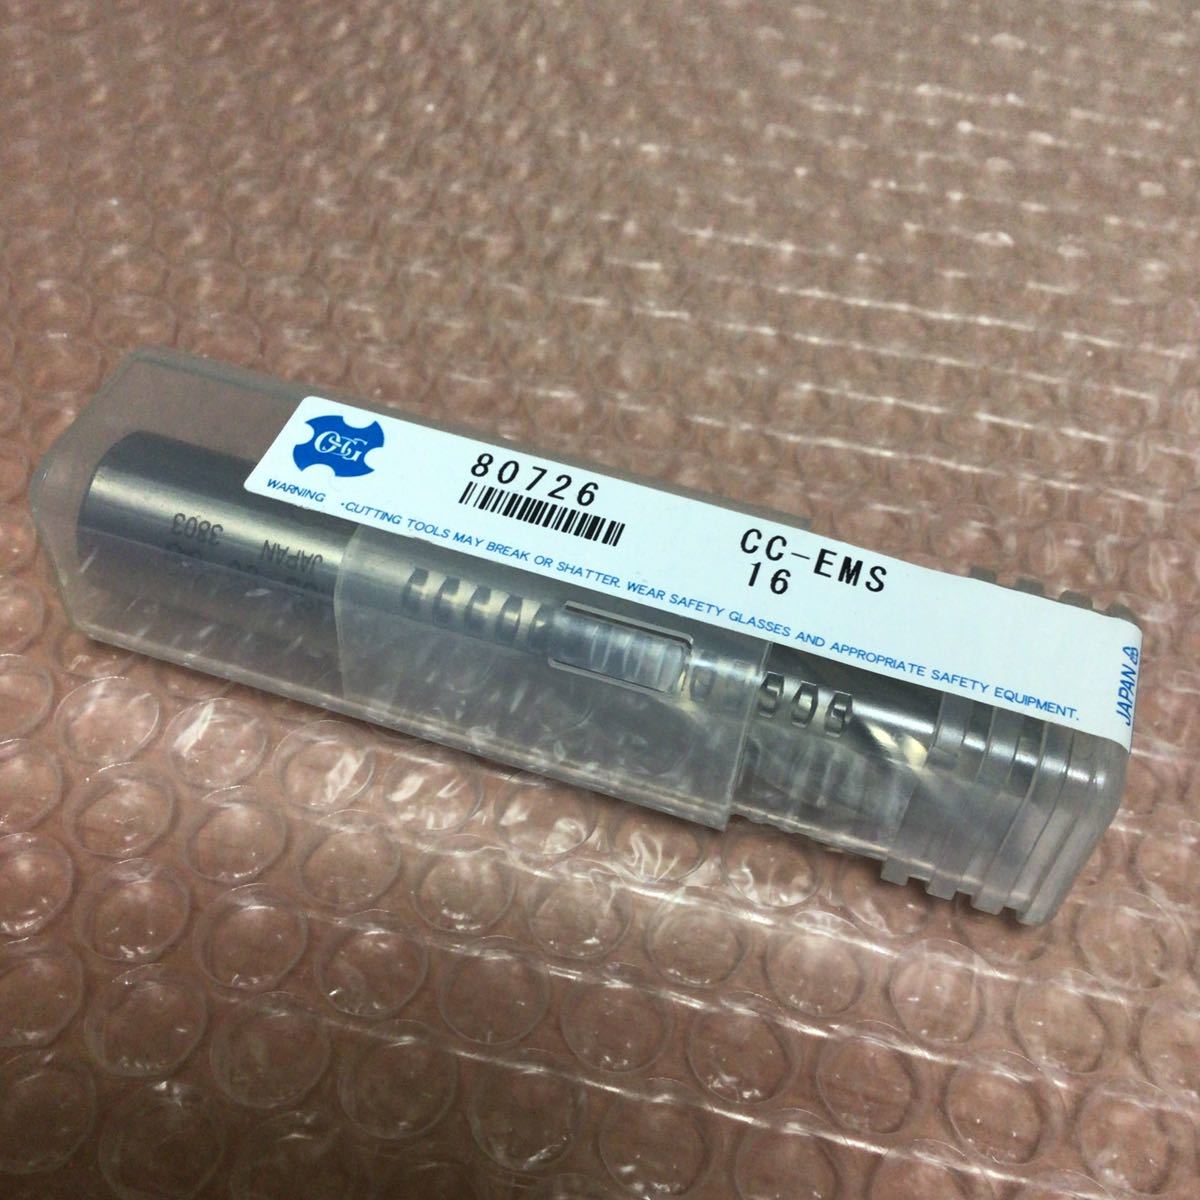 OSG
80726
CC-EMS
16
WARNING ・CUTTING TOOLS MAY BREAK OR SHATTER. WEAR SAFETY GLASSES AND APPROPRIATE SAFETY EQUIPMENT.
JAPAN
3803
JAPAN